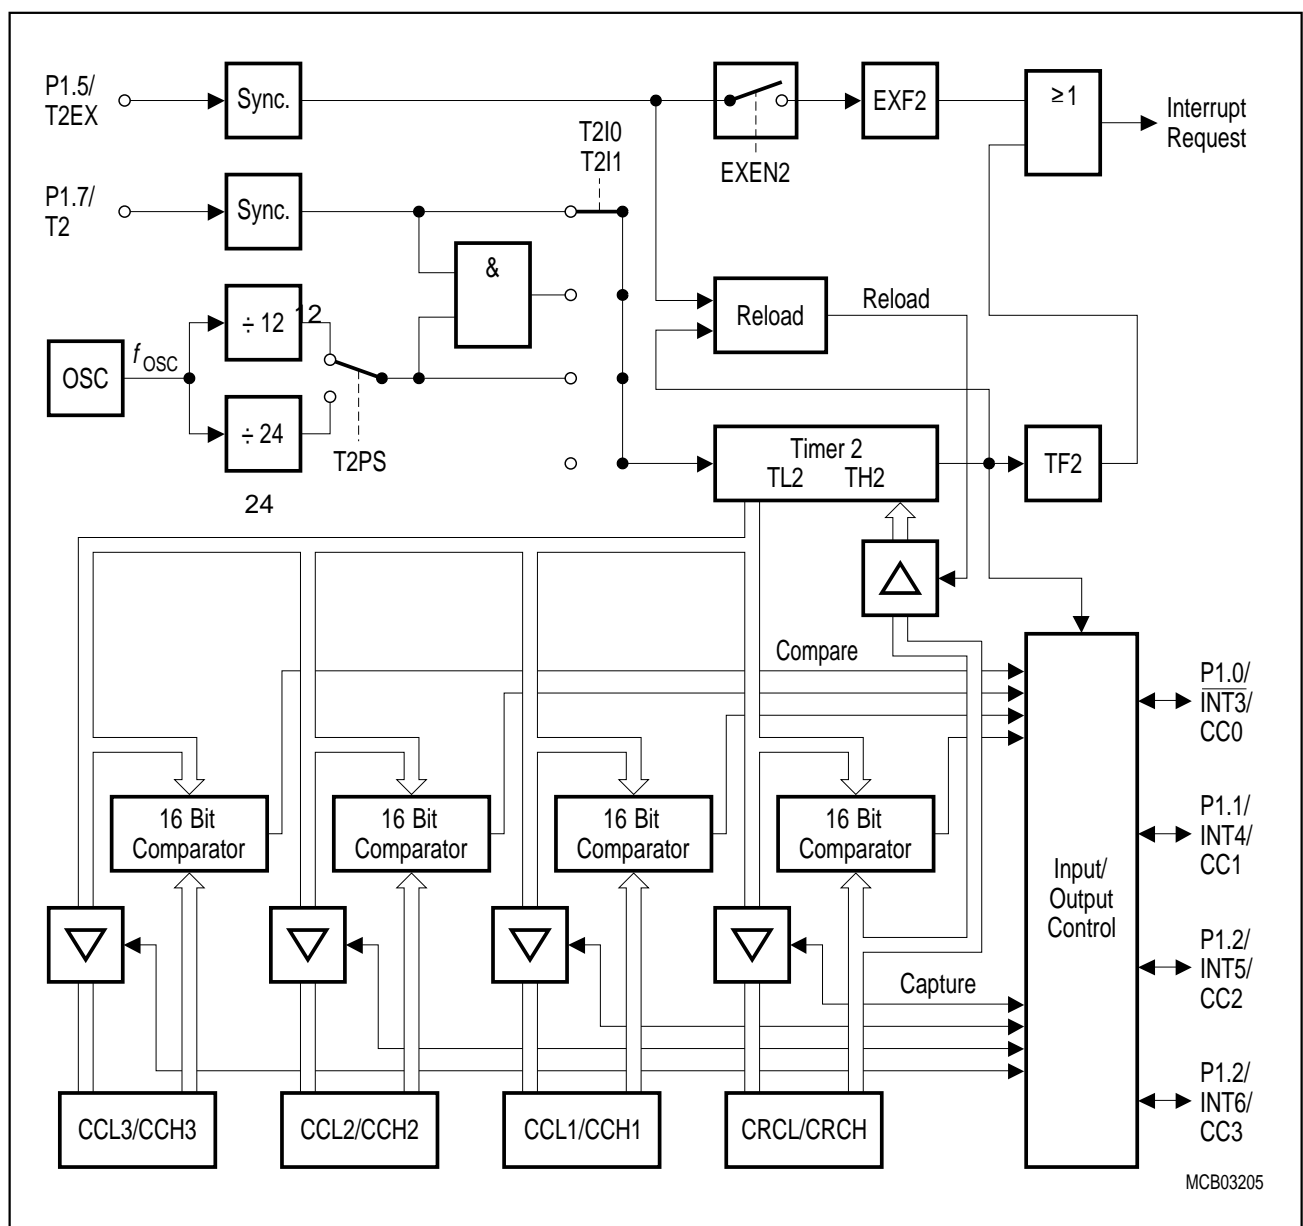 P1.5/
T2EX
Sync.
EXEN2
EXF2
≥1
Interrupt
Request
T2I0
T2I1
P1.7/
T2
Sync.
&
÷ 12
12
Reload
Reload
OSC
f OSC
÷ 24
24
T2PS
Timer 2
TL2 TH2
TF2
Compare
16 Bit
Comparator
16 Bit
Comparator
16 Bit
Comparator
16 Bit
Comparator
Input/
Output
Control
P1.0/
INT3/
CC0
P1.1/
INT4/
CC1
P1.2/
INT5/
CC2
P1.2/
INT6/
CC3
Capture
CCL3/CCH3
CCL2/CCH2
CCL1/CCH1
CRCL/CRCH
MCB03205